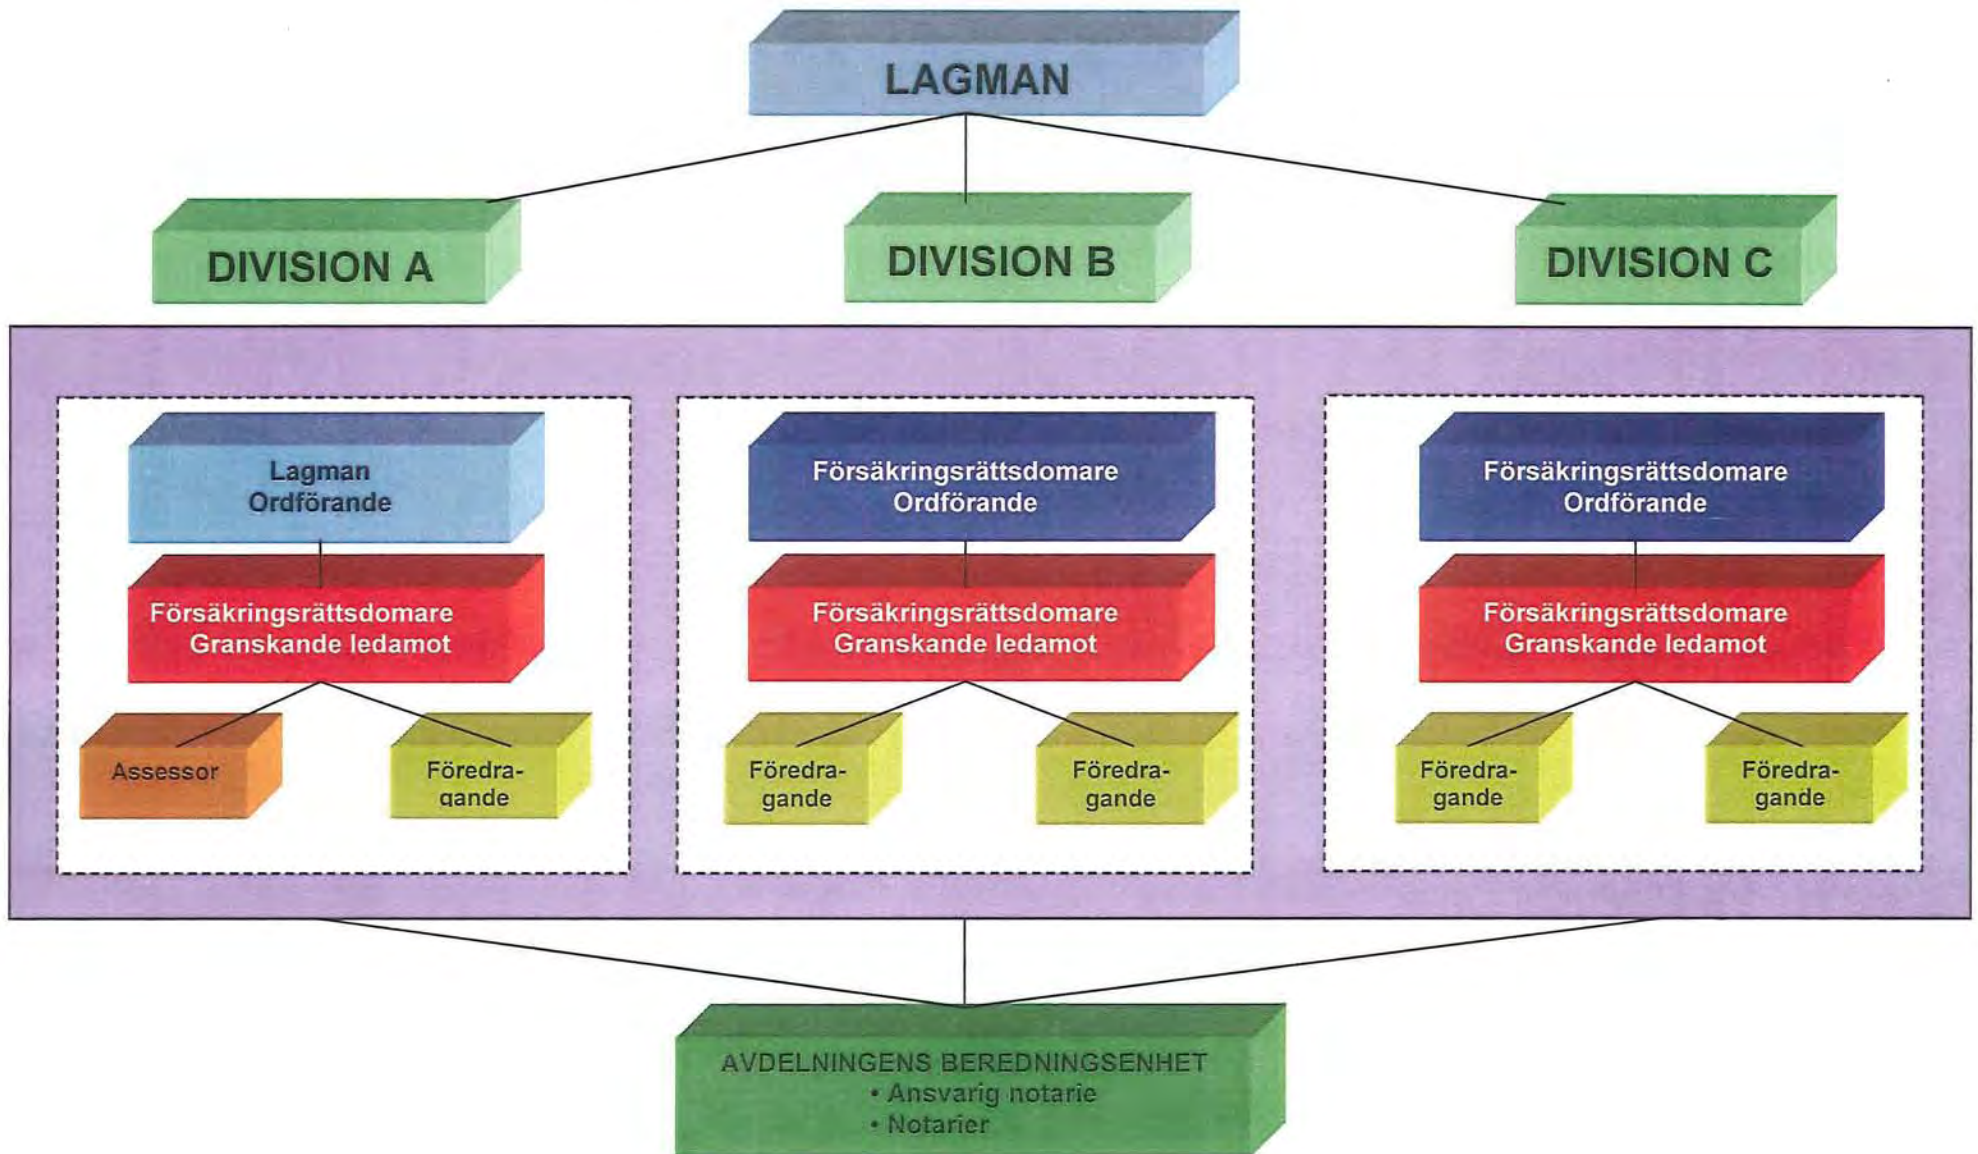 LAGMAN
DIVISION A
DIVISION B
DIVISION C
Lagman
Ordförande
Försäkringsrättsdomare
Granskande ledamot
Assessor
Föredra-
gande
Försäkringsrättsdomare
Ordförande
Försäkringsrättsdomare
Granskande ledamot
Föredra-
gande
Föredra-
gande
Försäkringsrättsdomare
Ordförande
Försäkringsrättsdomare
Granskande ledamot
Föredra-
gande
Föredra-
gande
AVDELNINGENS BEREDNINGSENHET
• Ansvarig notarie
• Notarier